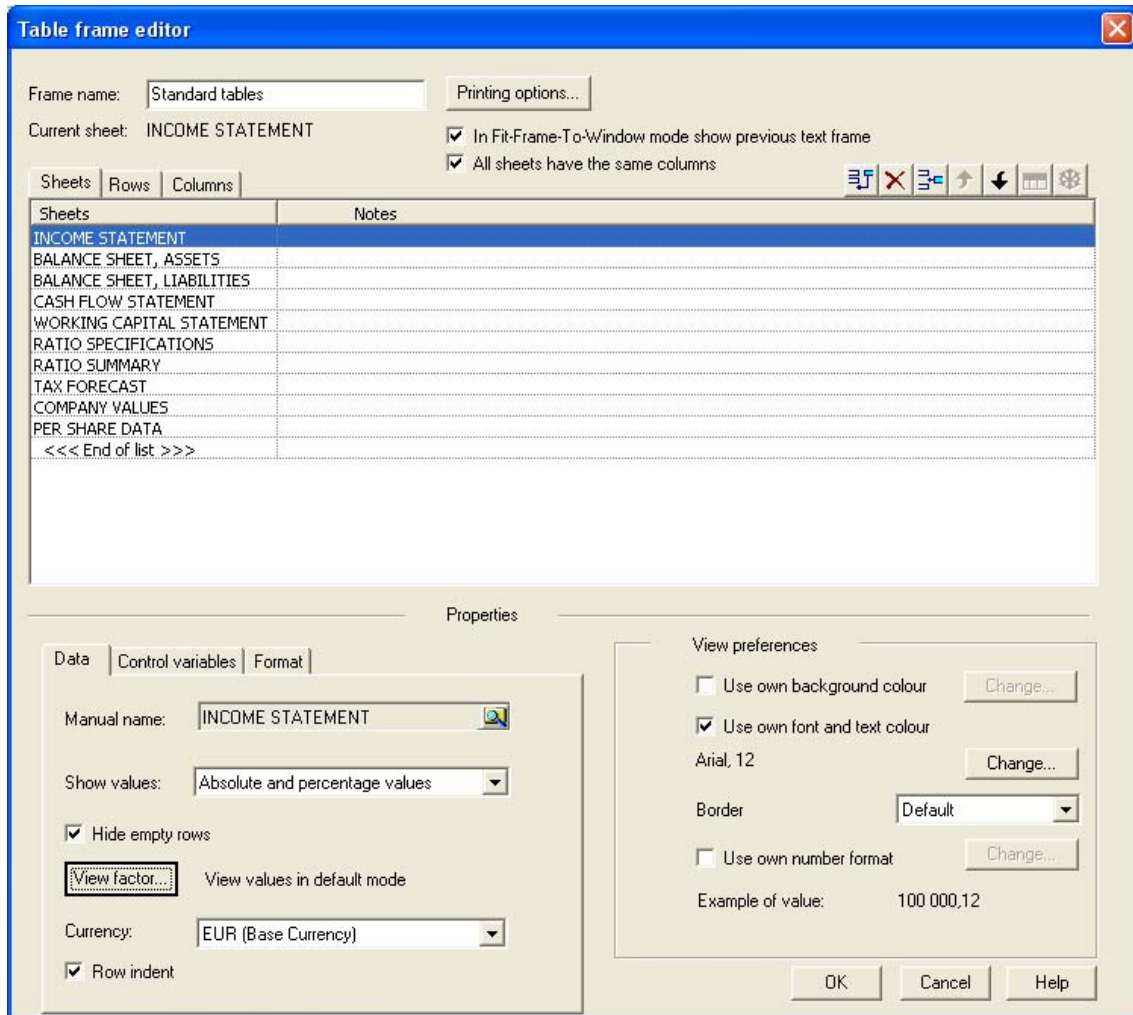 Table frame editor
Frame name: Standard tables Printing options...
Current sheet: INCOME STATEMENT
In Fit-Frame-To-Window mode show previous text frame
All sheets have the same columns
Sheets Rows Columns
Sheets Notes
INCOME STATEMENT
BALANCE SHEET, ASSETS
BALANCE SHEET, LIABILITIES
CASH FLOW STATEMENT
WORKING CAPITAL STATEMENT
RATIO SPECIFICATIONS
RATIO SUMMARY
TAX FORECAST
COMPANY VALUES
PER SHARE DATA
<<< End of list >>>
Properties
Data Control variables Format
Manual name: INCOME STATEMENT
Show values: Absolute and percentage values
Hide empty rows
View factor... View values in default mode
Currency: EUR (Base Currency)
Row indent
View preferences
Use own background colour Change...
Use own font and text colour
Arial, 12 Change...
Border Default
Use own number format Change...
Example of value: 100 000,12
OK Cancel Help